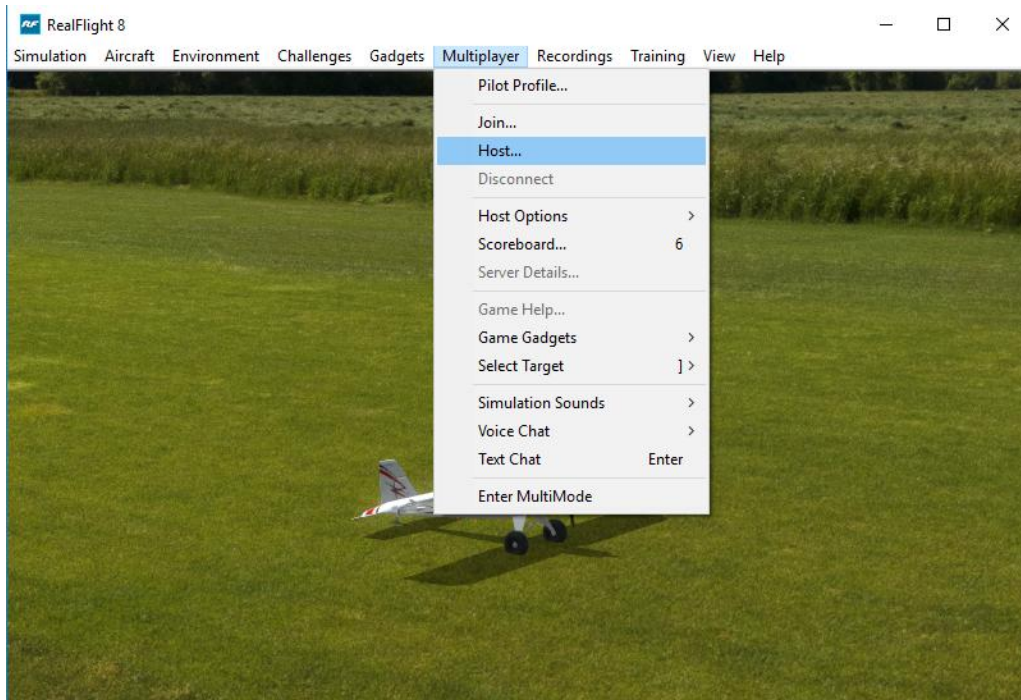 RF RealFlight 8
Simulation Aircraft Environment Challenges Gadgets Multiplayer Recordings Training View Help
Pilot Profile...
Join...
Host...
Disconnect
Host Options
Scoreboard... 6
Server Details...
Game Help...
Game Gadgets
Select Target ]
Simulation Sounds
Voice Chat
Text Chat Enter
Enter MultiMode